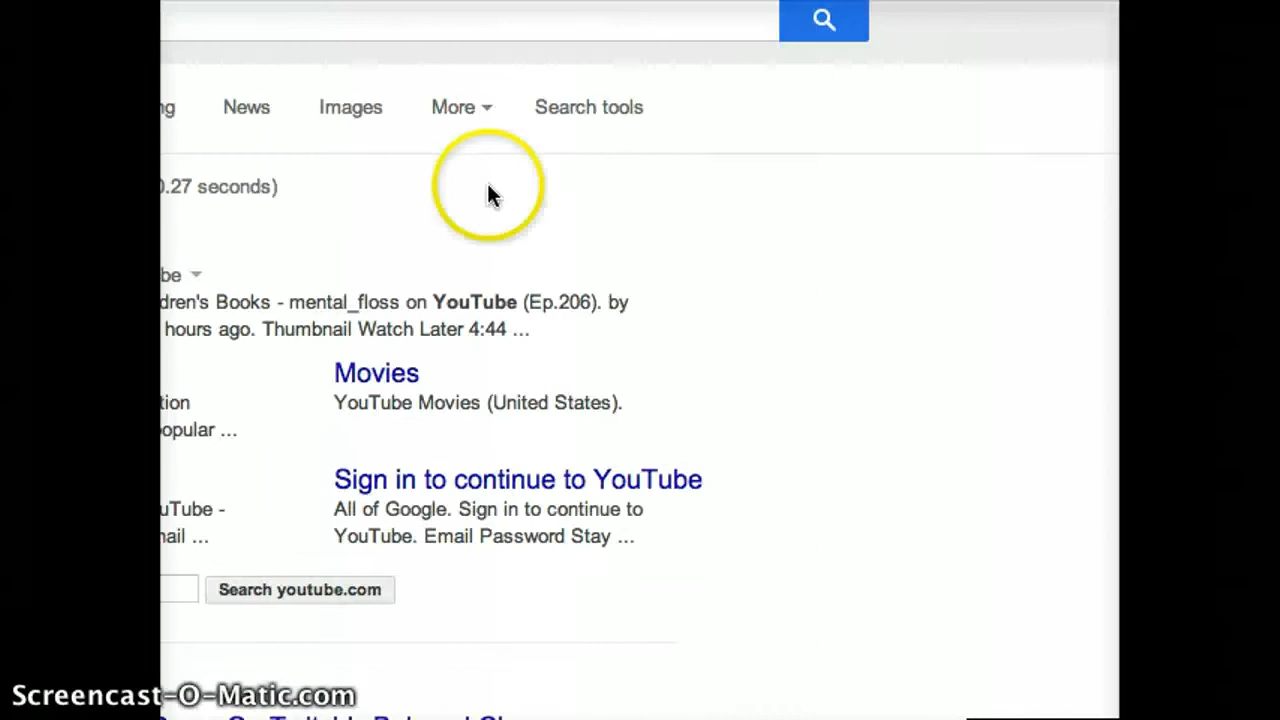 ng News Images More Search tools
0.27 seconds)
be
dren's Books - mental_floss on YouTube (Ep.206). by
hours ago. Thumbnail Watch Later 4:44 ...
Movies
tion
YouTube Movies (United States).
opular ...
Sign in to continue to YouTube
uTube -
All of Google. Sign in to continue to
nail ...
YouTube. Email Password Stay ...
Search youtube.com
Screencast-O-Matic.com